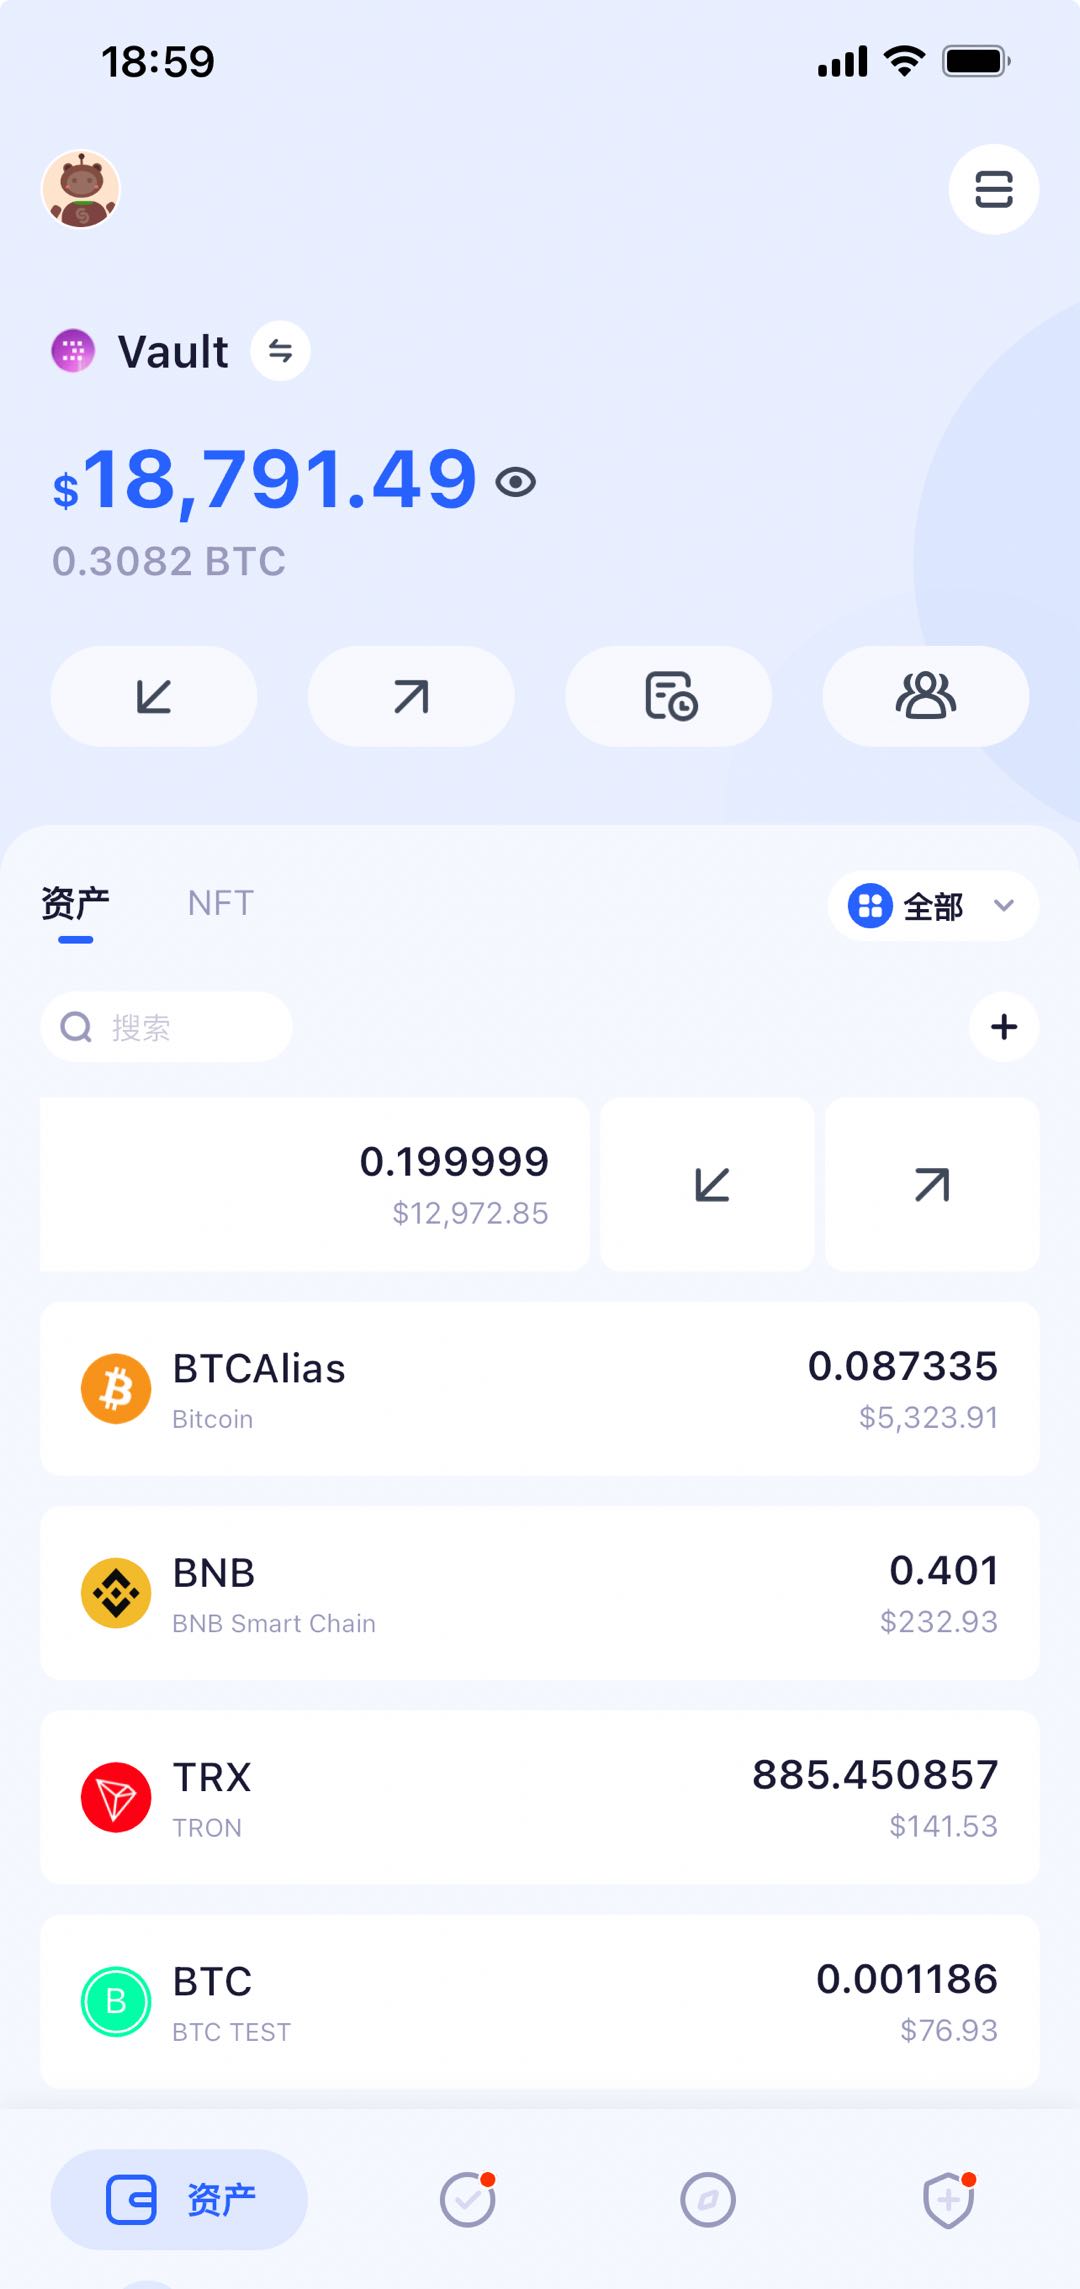 18:59
Vault
$18,791.49
0.3082 BTC
资产
NFT
全部
搜索
0.199999
$12,972.85
BTCAlias
0.087335
Bitcoin
$5,323.91
BNB
0.401
BNB Smart Chain
$232.93
TRX
885.450857
TRON
$141.53
B
BTC
0.001186
BTC TEST
$76.93
资产